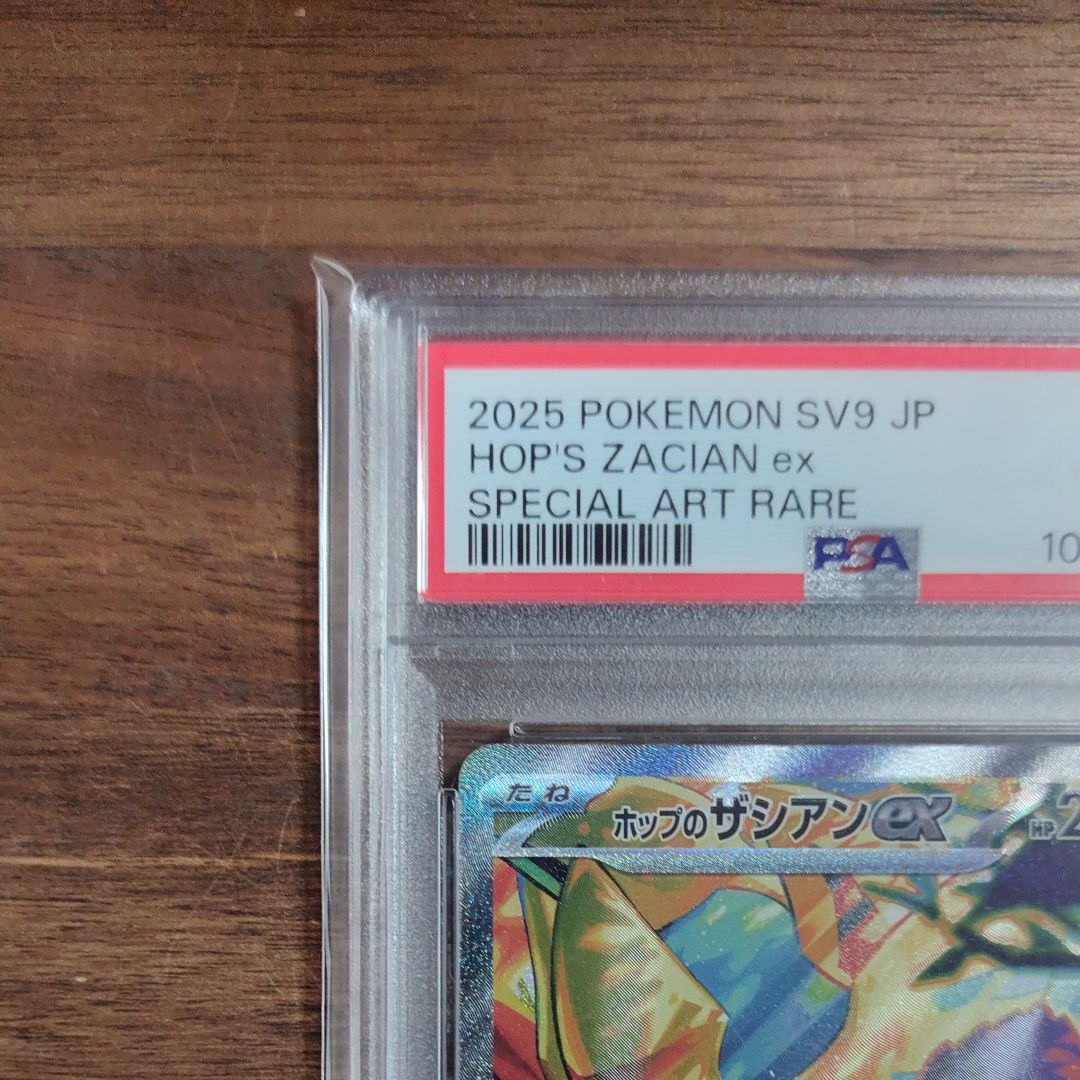 2025 POKEMON SV9 JP
HOP'S ZACIAN ex
SPECIAL ART RARE
PSA
たね
ホップのザシアンex
HP